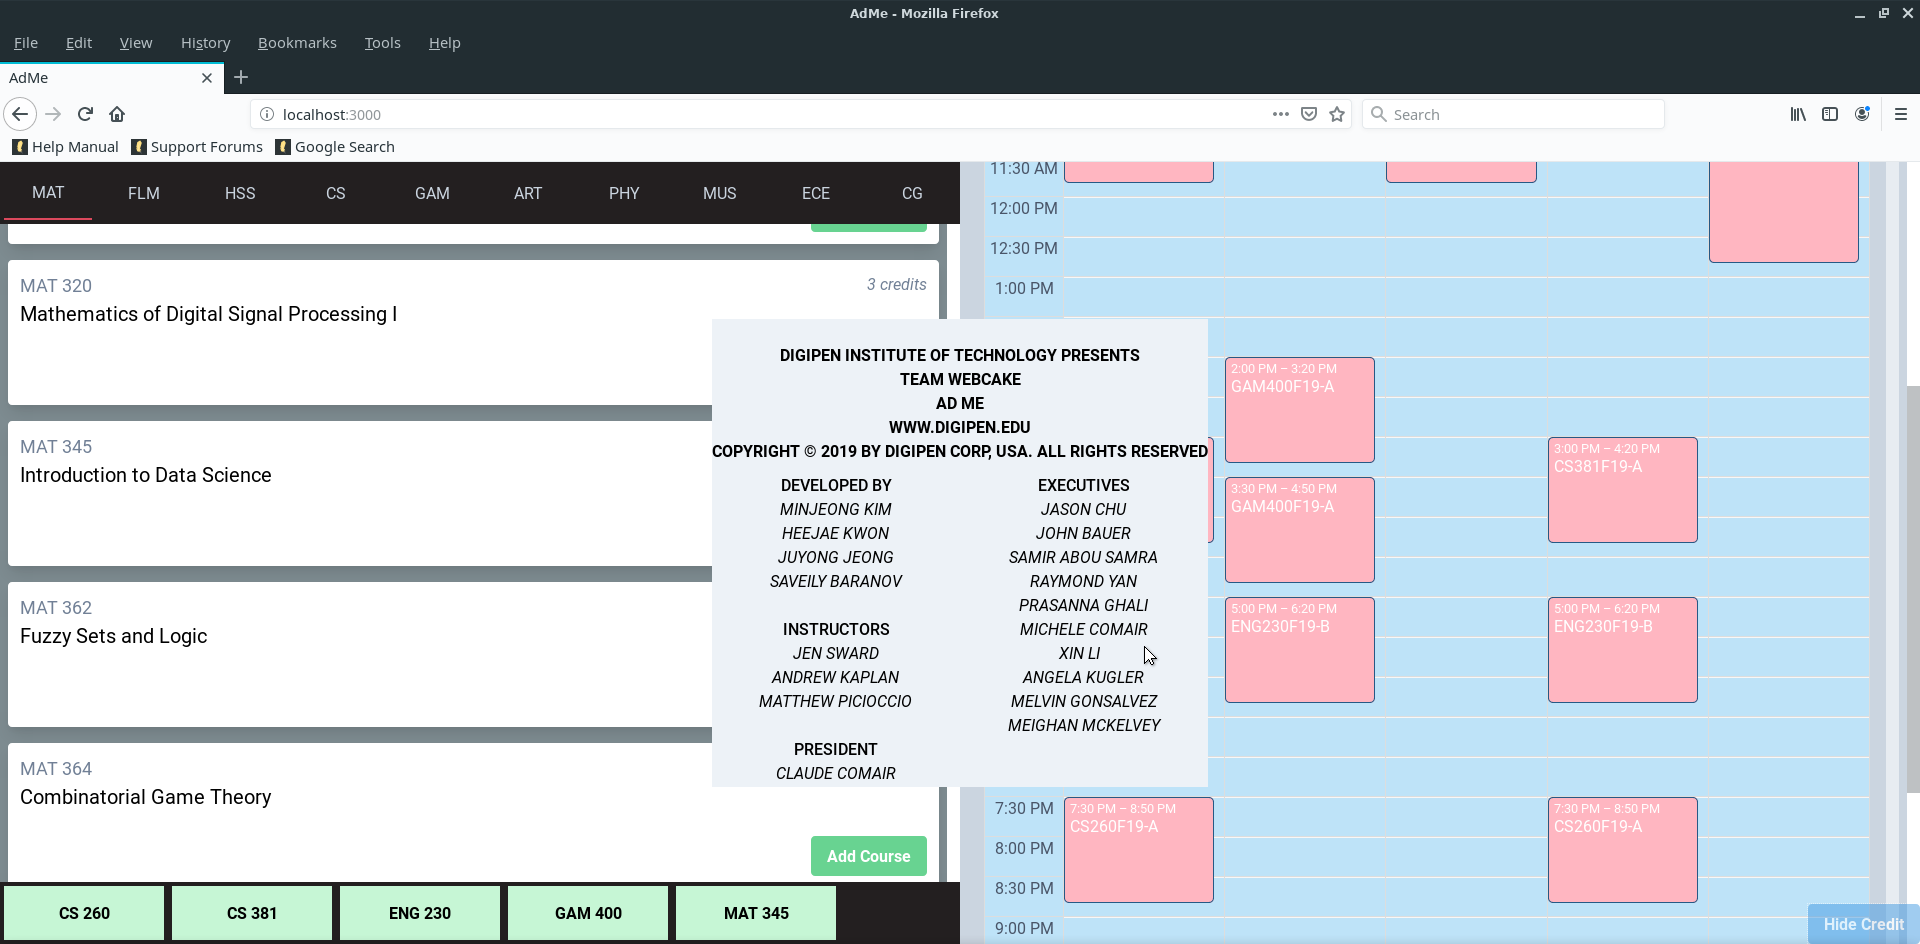 AdMe - Mozilla Firefox
File Edit View History Bookmarks Tools Help
AdMe
localhost:3000
Search
Help Manual Support Forums Google Search
MAT FLM HSS CS GAM ART PHY MUS ECE CG
MAT 320
3 credits
Mathematics of Digital Signal Processing I
MAT 345
Introduction to Data Science
MAT 362
Fuzzy Sets and Logic
MAT 364
Combinatorial Game Theory
Add Course
CS 260 CS 381 ENG 230 GAM 400 MAT 345
DIGIPEN INSTITUTE OF TECHNOLOGY PRESENTS
TEAM WEBCAKE
AD ME
WWW.DIGIPEN.EDU
COPYRIGHT © 2019 BY DIGIPEN CORP, USA. ALL RIGHTS RESERVED
DEVELOPED BY
MINJEONG KIM
HEEJAE KWON
JUYONG JEONG
SAVEILY BARANOV
INSTRUCTORS
JEN SWARD
ANDREW KAPLAN
MATTHEW PICIOCCIO
PRESIDENT
CLAUDE COMAIR
EXECUTIVES
JASON CHU
JOHN BAUER
SAMIR ABOU SAMRA
RAYMOND YAN
PRASANNA GHALI
MICHELE COMAIR
XIN LI
ANGELA KUGLER
MELVIN GONSALVEZ
MEIGHAN MCKELVEY
11:30 AM
12:00 PM
12:30 PM
1:00 PM
2:00 PM – 3:20 PM
GAM400F19-A
3:00 PM – 4:20 PM
CS381F19-A
3:30 PM – 4:50 PM
GAM400F19-A
5:00 PM – 6:20 PM
ENG230F19-B
5:00 PM – 6:20 PM
ENG230F19-B
7:30 PM
7:30 PM – 8:50 PM
CS260F19-A
7:30 PM – 8:50 PM
CS260F19-A
8:00 PM
8:30 PM
9:00 PM
Hide Credit